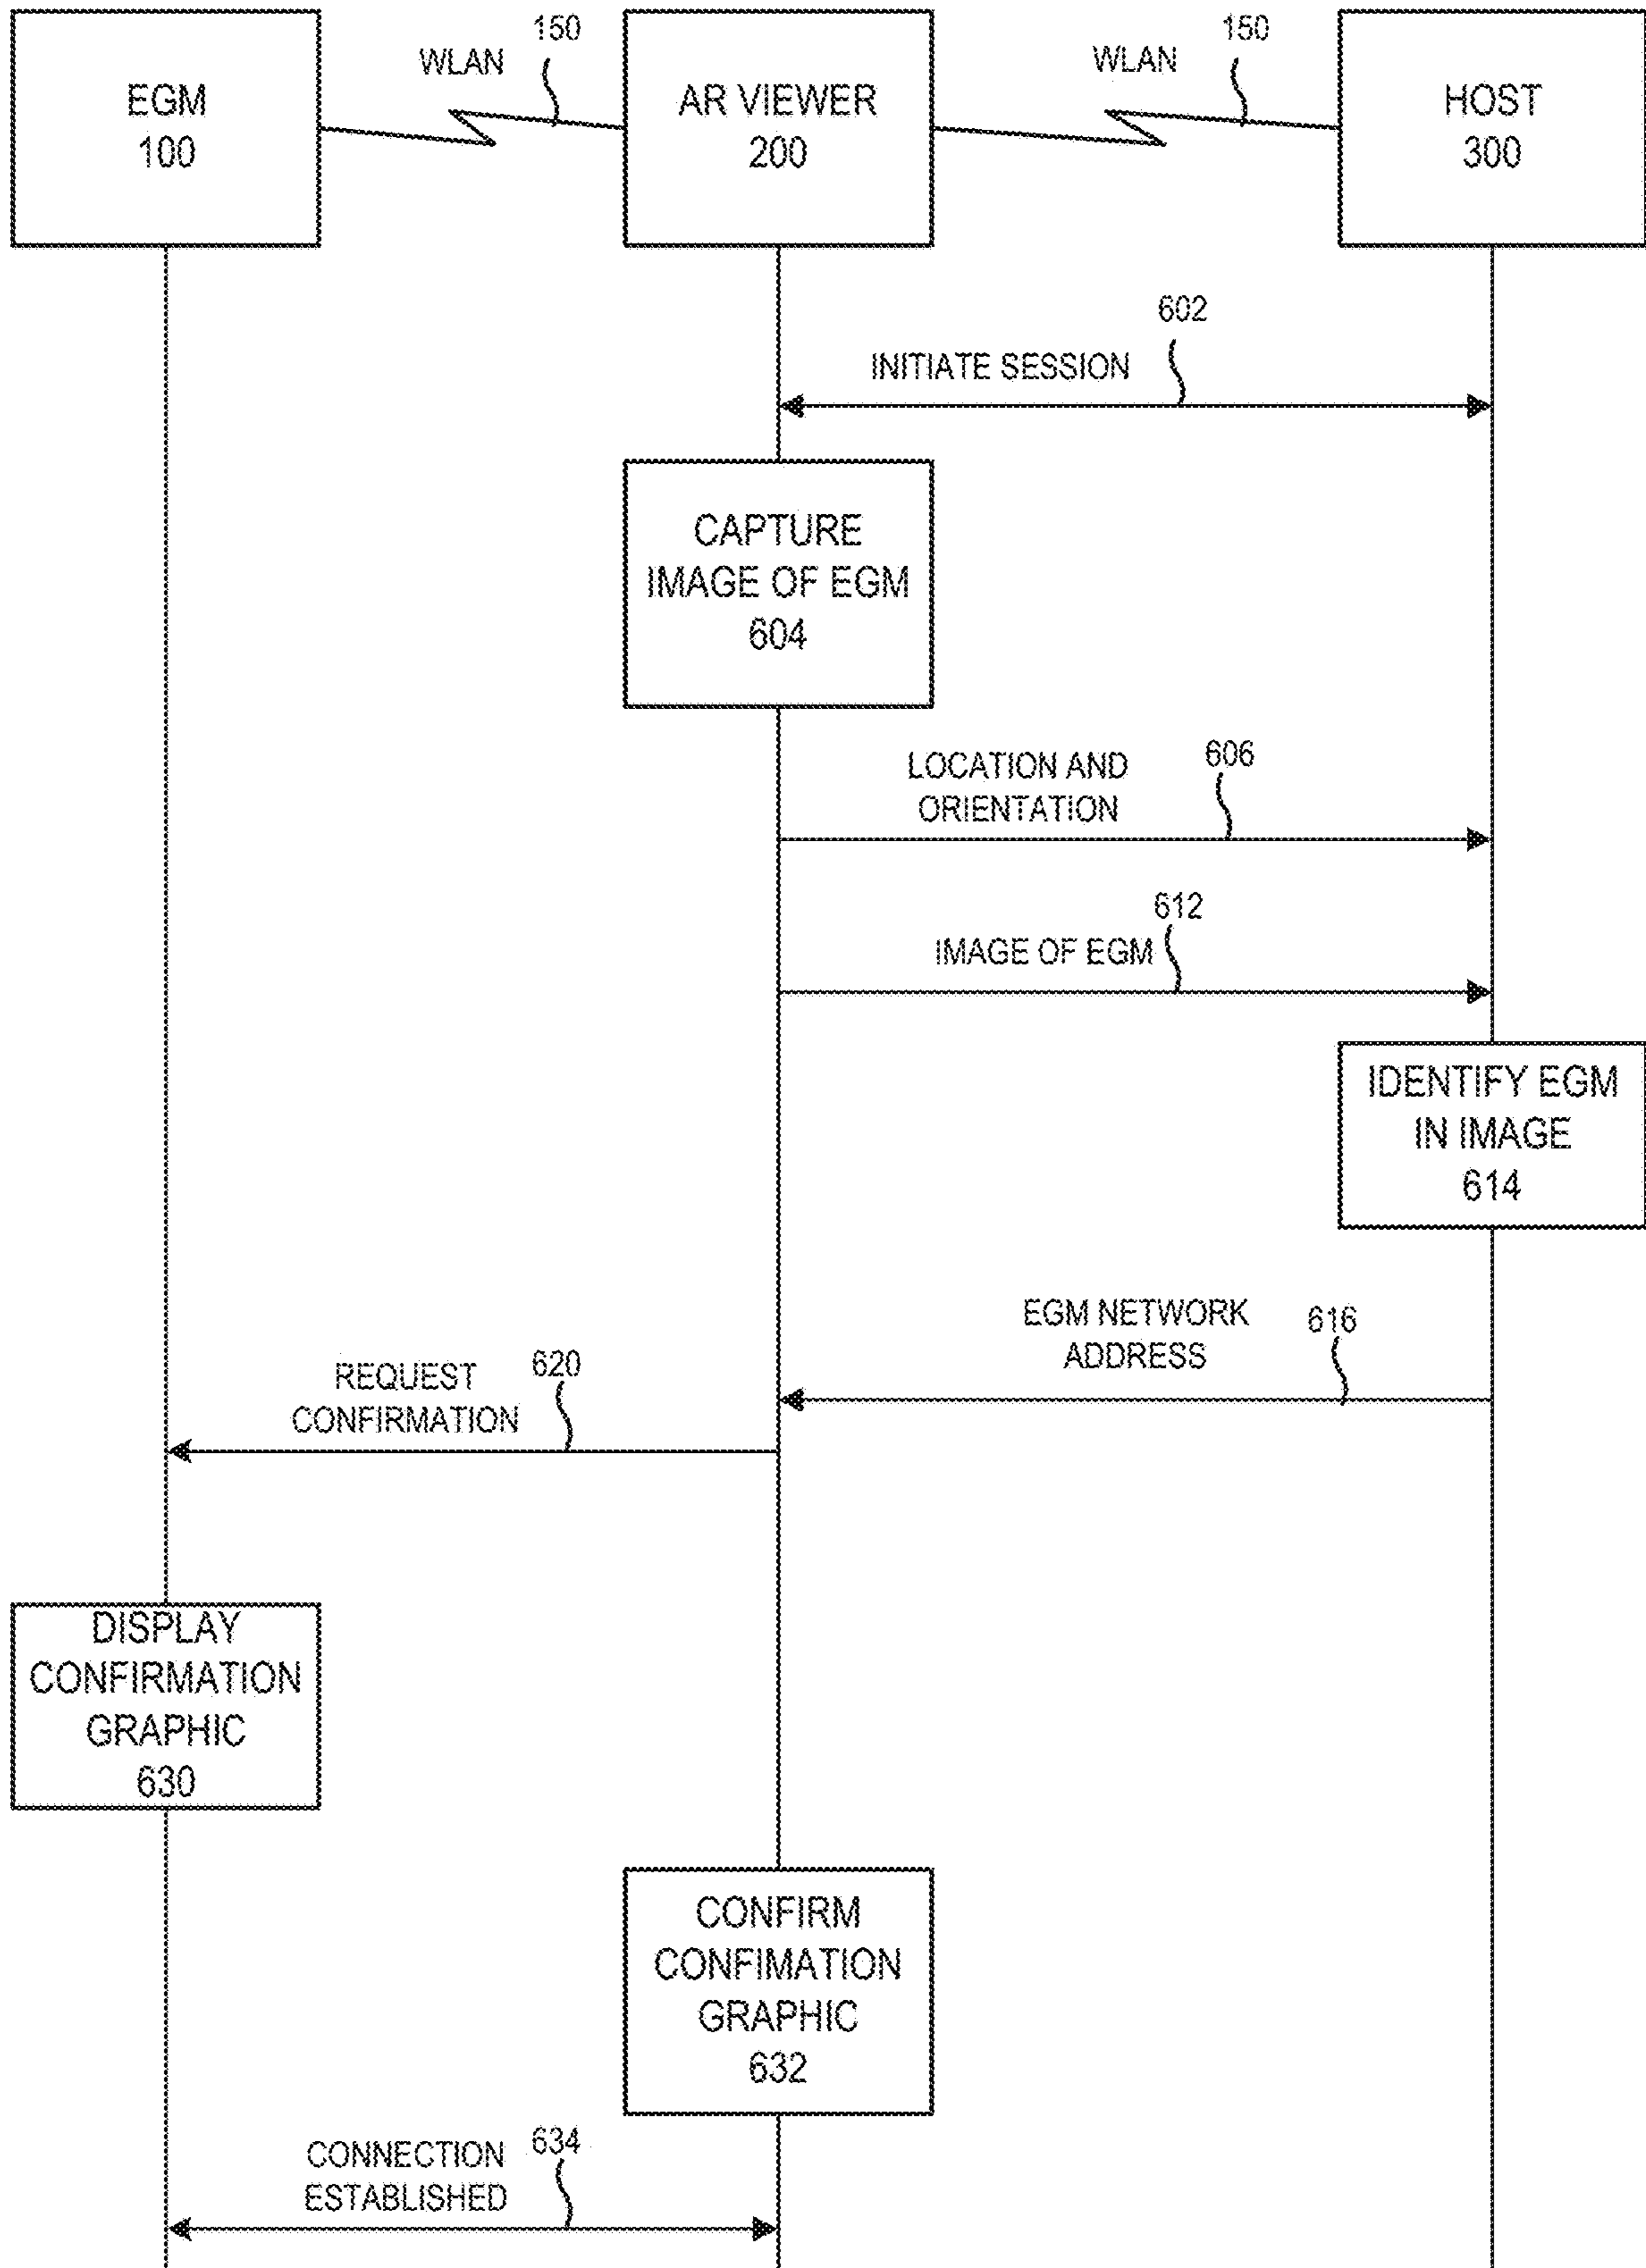 EGM
100
WLAN
150
AR VIEWER
200
WLAN
150
HOST
300
602
INITIATE SESSION
CAPTURE
IMAGE OF EGM
604
LOCATION AND
ORIENTATION
606
612
IMAGE OF EGM
IDENTIFY EGM
IN IMAGE
614
EGM NETWORK
ADDRESS
616
REQUEST
CONFIRMATION
620
DISPLAY
CONFIRMATION
GRAPHIC
630
CONFIRM
CONFIMATION
GRAPHIC
632
CONNECTION
ESTABLISHED
634